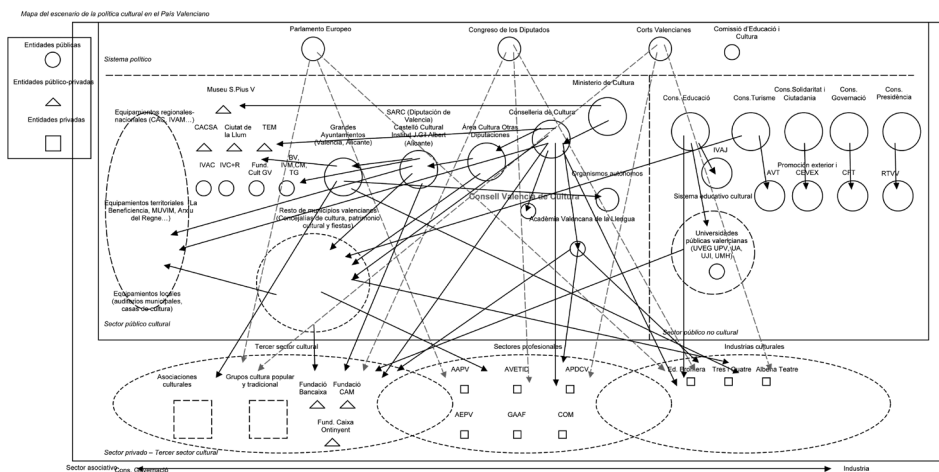 Mapa del escenario de la política cultural en el País Valenciano
Entidades públicas
Entidades público-privadas
Entidades privadas
Parlamento Europeo
Congreso de los Diputados
Corts Valencianes
Comissió d'Educació i
Cultura
Sistema político
Museu S.Pius V
Ministerio de Cultura
Equipamientos regionales-
nacionales (CAC, IVAM…)
CACSA
Ciutat de
la Llum
TEM
Grandes
Ayuntamientos
(Valencia, Alicante)
SARC (Diputación de
Valencia)
Castelló Cultural
Institut J.Gil Albert
(Alicante)
Área Cultura Otras
Diputaciones
Conselleria de Cultura
Cons. Educació
Cons.Turisme
Cons.Solidaritat i
Ciutadania
Cons.
Governació
Cons.
Presidència
IVAC
IVC+R
Fund.
Cult GV
BV,
IVM,CM,
TG
Organismos autónomos
IVAJ
AVT
Promoción exterior i
CEVEX
CFT
RTVV
Sistema educativo cultural
Equipamientos territoriales (La
Beneficencia, MUVIM, Arxiu
del Regne…)
Resto de municipios valencianos
(Concejalías de cultura, patrimonio
cultural y fiestas)
Consell Valencià de Cultura
Acadèmia Valenciana de la Llengua
Universidades
públicas valencianas
(UVEG UPV, UA,
UJI, UMH)
Equipamientos locales
(auditorios municipales,
casas de cultura)
Sector público cultural
Sector público no cultural
Tercer sector cultural
Sectores profesionales
Industrias culturales
Asociaciones
culturales
Grupos cultura popular
y tradicional
Fundació
Bancaixa
Fundació
CAM
Fund. Caixa
Ontinyent
AAPV
AVETID
APDCV
AEPV
GAAF
COM
Ed. Bromera
Tres i Quatre
Albena Teatre
Sector privado – Tercer sector cultural
Sector asociativo
Cons. Governació
Industria